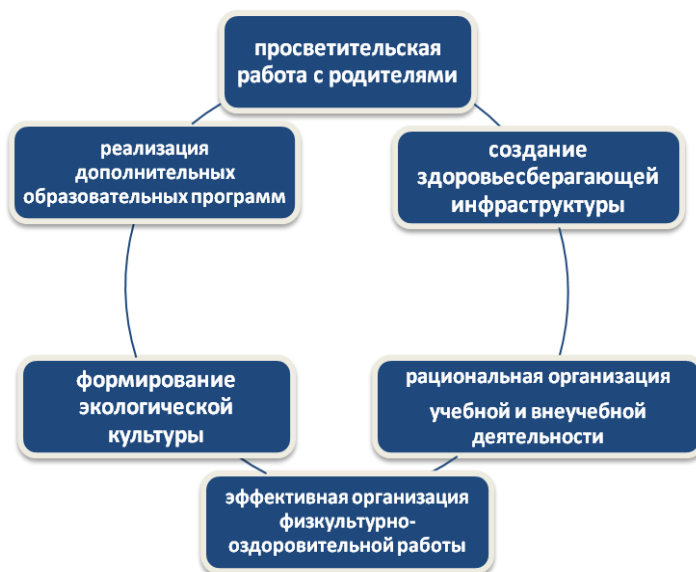 просветительская
работа с родителями
реализация
дополнительных
образовательных программ
создание
здоровьесберагающей
инфраструктуры
формирование
экологической
культуры
рациональная организация
учебной и внеучебной
деятельности
эффективная организация
физкультурно-
оздоровительной работы